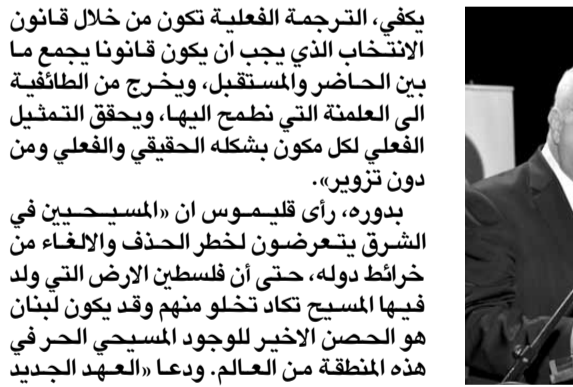 يكفي، الترجمة الفعلية تكون من خلال قانون
الانتخاب الذي يجب ان يكون قانونا يجمع ما
بين الحاضر والمستقبل، ويخرج من الطائفية
الى العلمنة التي نطمح اليها، ويحقق التمثيل
الفعلي لكل مكون بشكله الحقيقي والفعلي ومن
دون تزوير».
بدوره، رأى قليموس ان «المسيحيين في
الشرق يتعرضون لخطر الحذف والالغاء من
خرائط دوله، حتى أن فلسطين الارض التي ولد
فيها المسيح تكاد تخلو منهم وقد يكون لبنان
هو الحصن الاخير للوجود المسيحي الحر في
هذه المنطقة من العالم. ودعا «العهد الجديد